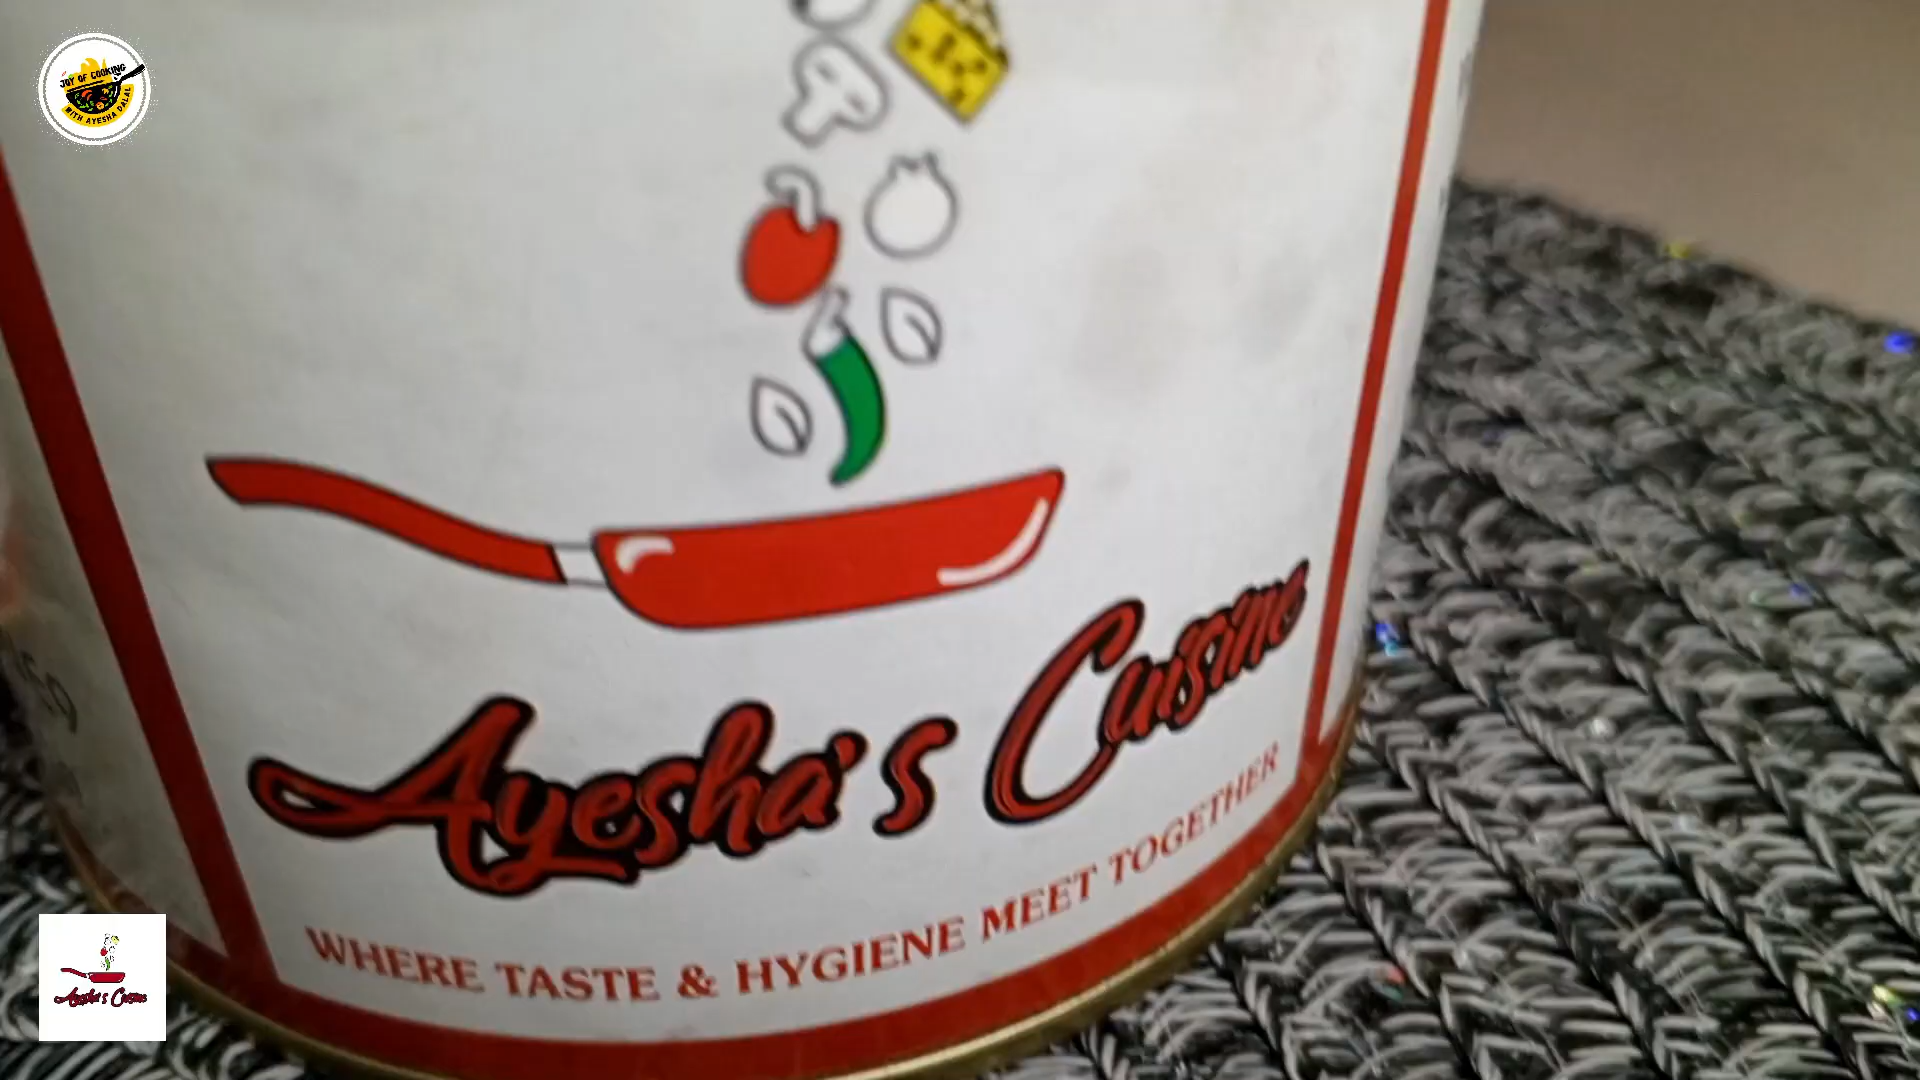 JOY OF COOKING
WITH AYESHA DALAL
Ayesha's Cuisine
WHERE TASTE & HYGIENE MEET TOGETHER
Ayesha's Cuisine